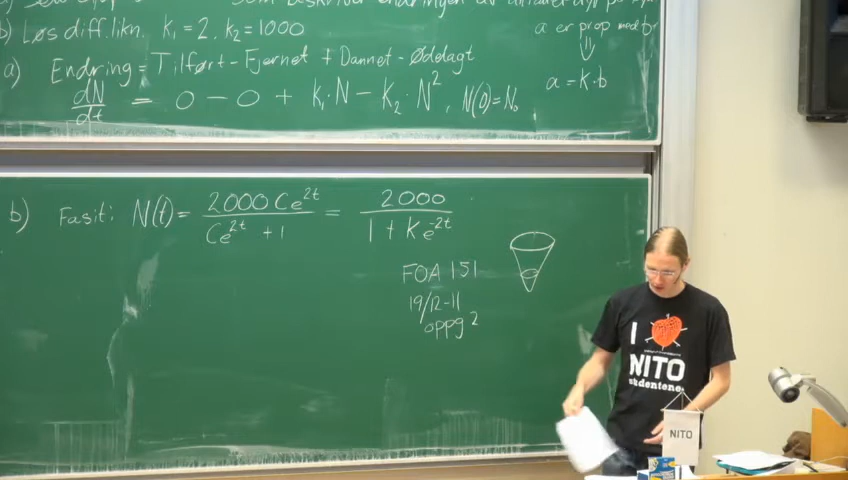 b) Løs diff.likn. k₁ = 2, k₂ = 1000
a er prop med b
a = K·b
a) Endring = Tilført - Fjernet + Dannet - Ødelagt
dN/dt = 0 - 0 + k₁·N - k₂·N², N(0) = N₀
b) Fasit: N(t) = 2000 Ce^2t / Ce^2t + 1 = 2000 / 1 + Ke^-2t
FOA 151
19/12-11
oppg 2
I
NITO
NITO